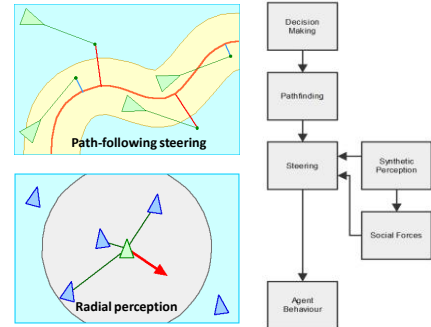 Path-following steering
Radial perception
Decision
Making
Pathfinding
Steering
Synthetic
Perception
Social Forces
Agent
Behaviour